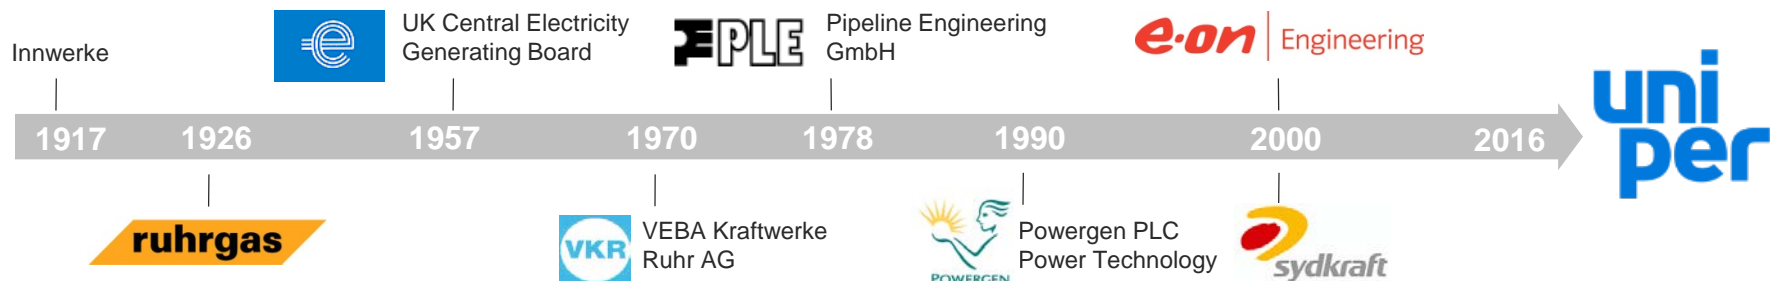 Innwerke
e
UK Central Electricity
Generating Board
PLE
Pipeline Engineering
GmbH
e·on Engineering
1917 1926 1957 1970 1978 1990 2000 2016
uni
per
ruhrgas
VKR
VEBA Kraftwerke
Ruhr AG
POWERGEN
Powergen PLC
Power Technology
sydkraft